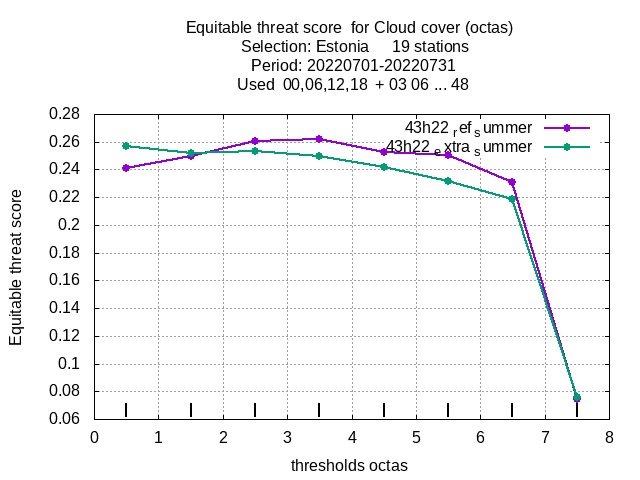 Equitable threat score for Cloud cover (octas)
Selection: Estonia 19 stations
Period: 20220701-20220731
Used 00,06,12,18 + 03 06 ... 48
43h22 ref summer
43h22 extra summer
Equitable threat score
0.28
0.26
0.24
0.22
0.2
0.18
0.16
0.14
0.12
0.1
0.08
0.06
0 1 2 3 4 5 6 7 8
thresholds octas